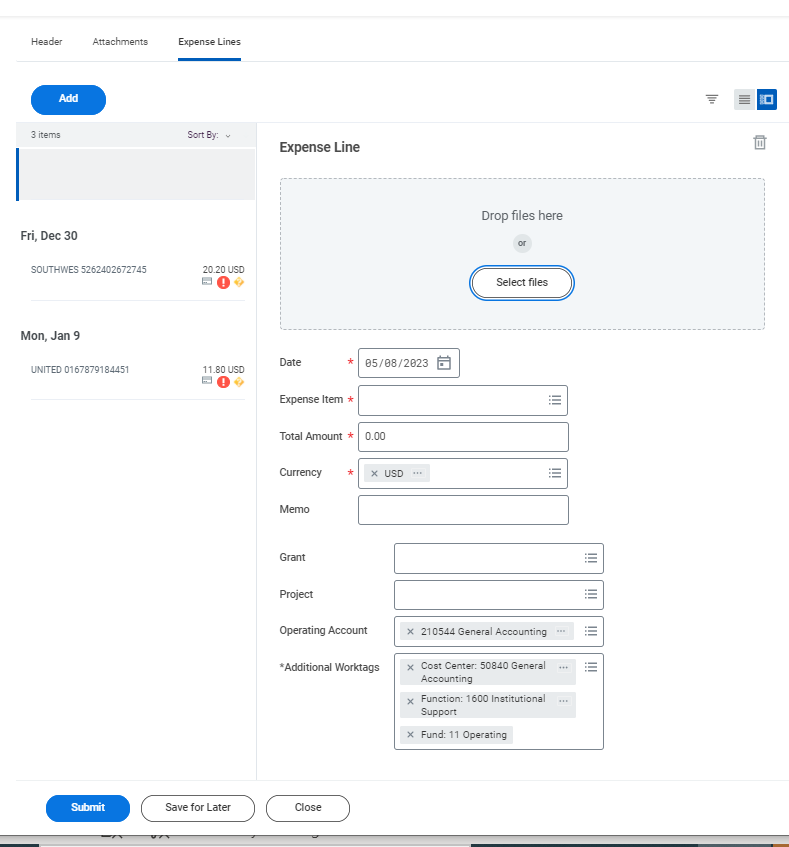 Header Attachments Expense Lines
Add
3 items Sort By:
Expense Line
Drop files here
or
Select files
Fri, Dec 30
SOUTHWES 5262402672745 20.20 USD
Mon, Jan 9
UNITED 0167879184451 11.80 USD
Date * 05/08/2023
Expense Item *
Total Amount * 0.00
Currency * × USD ...
Memo
Grant
Project
Operating Account × 210544 General Accounting ...
*Additional Worktags × Cost Center: 50840 General ...
Accounting
× Function: 1600 Institutional ...
Support
× Fund: 11 Operating
Submit Save for Later Close